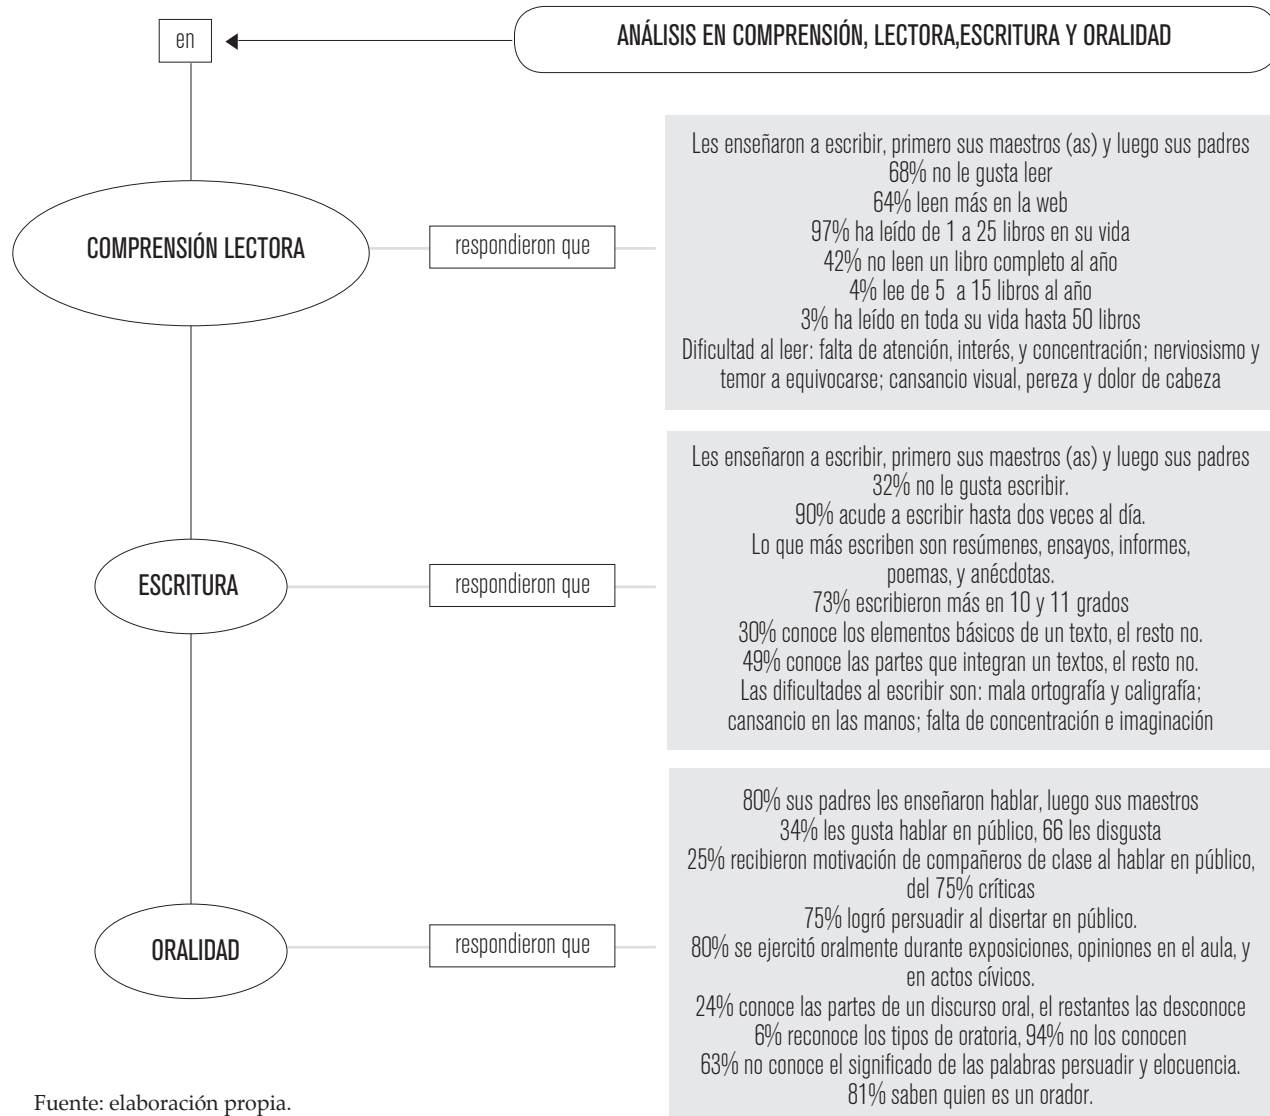 en
ANÁLISIS EN COMPRENSIÓN, LECTORA,ESCRITURA Y ORALIDAD
COMPRENSIÓN LECTORA
respondieron que
Les enseñaron a escribir, primero sus maestros (as) y luego sus padres
68% no le gusta leer
64% leen más en la web
97% ha leído de 1 a 25 libros en su vida
42% no leen un libro completo al año
4% lee de 5 a 15 libros al año
3% ha leído en toda su vida hasta 50 libros
Dificultad al leer: falta de atención, interés, y concentración; nerviosismo y
temor a equivocarse; cansancio visual, pereza y dolor de cabeza
ESCRITURA
respondieron que
Les enseñaron a escribir, primero sus maestros (as) y luego sus padres
32% no le gusta escribir.
90% acude a escribir hasta dos veces al día.
Lo que más escriben son resúmenes, ensayos, informes,
poemas, y anécdotas.
73% escribieron más en 10 y 11 grados
30% conoce los elementos básicos de un texto, el resto no.
49% conoce las partes que integran un textos, el resto no.
Las dificultades al escribir son: mala ortografía y caligrafía;
cansancio en las manos; falta de concentración e imaginación
ORALIDAD
respondieron que
80% sus padres les enseñaron hablar, luego sus maestros
34% les gusta hablar en público, 66 les disgusta
25% recibieron motivación de compañeros de clase al hablar en público,
del 75% críticas
75% logró persuadir al disertar en público.
80% se ejercitó oralmente durante exposiciones, opiniones en el aula, y
en actos cívicos.
24% conoce las partes de un discurso oral, el restantes las desconoce
6% reconoce los tipos de oratoria, 94% no los conocen
63% no conoce el significado de las palabras persuadir y elocuencia.
81% saben quien es un orador.
Fuente: elaboración propia.